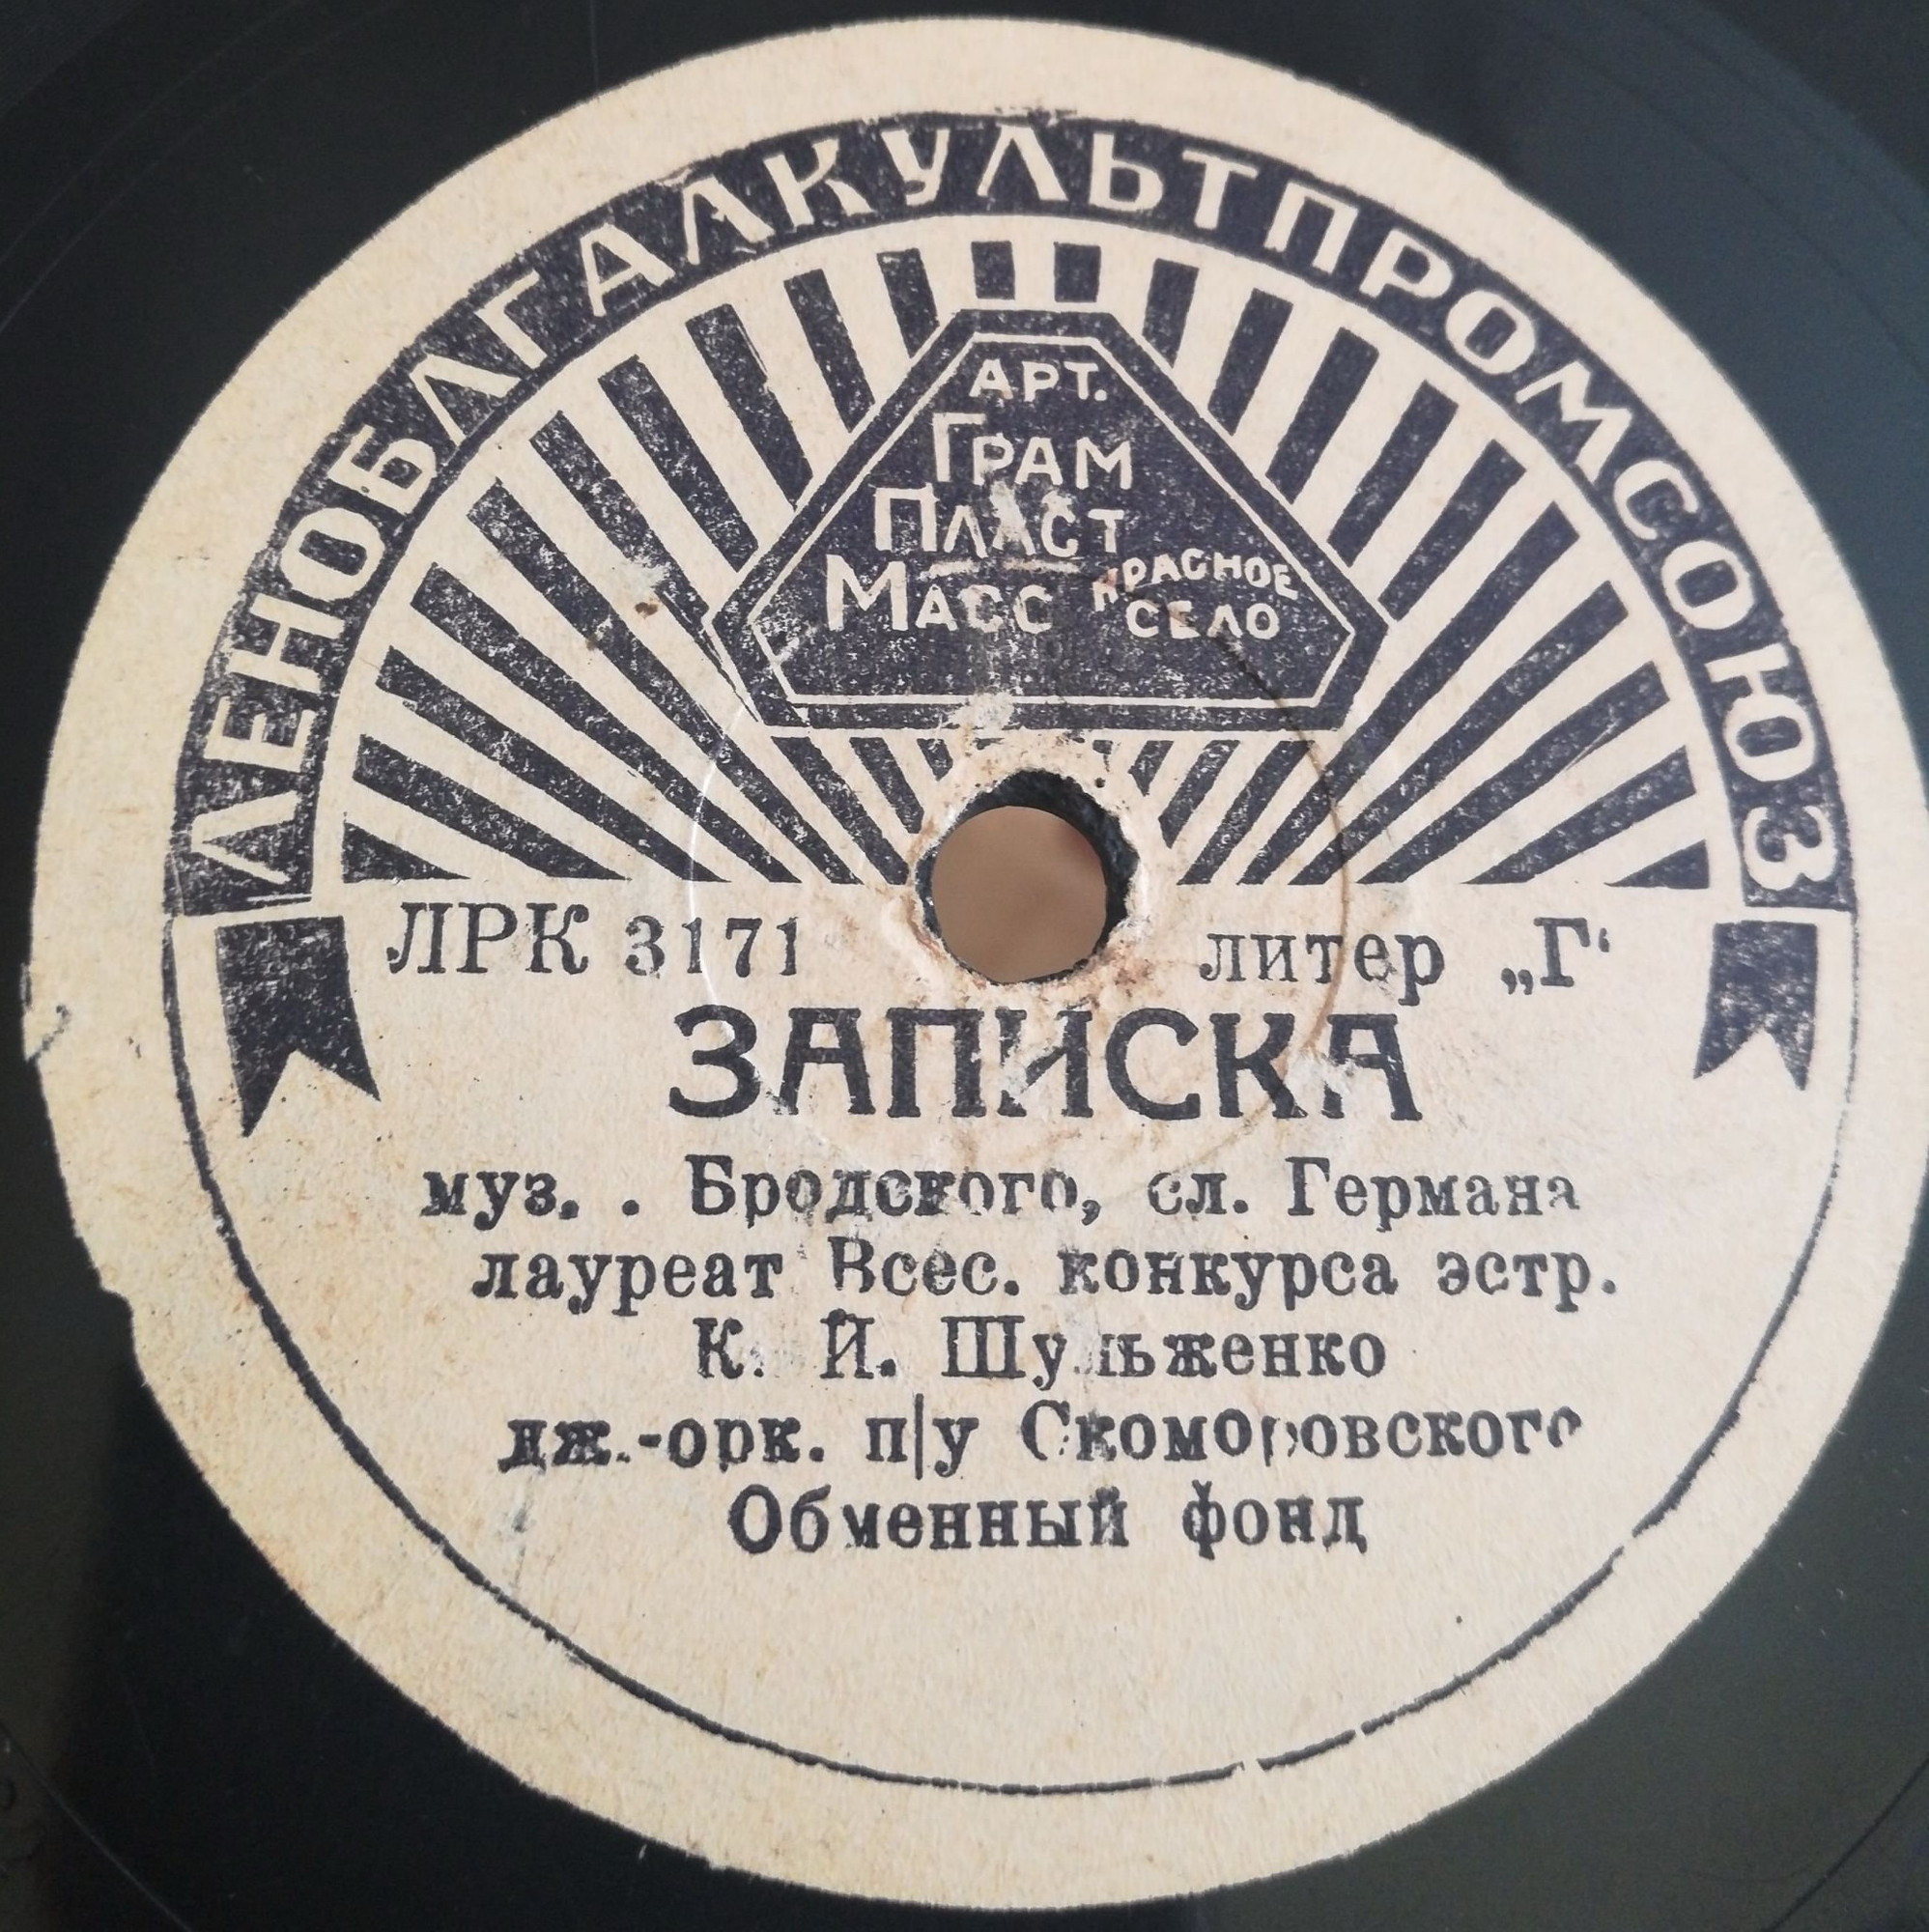 ЛЕНОБЛГАЛКУЛЬТПРОМСОЮЗ
АРТ.
ГРАМ
ПЛАСТ
МАСС КРАСНОЕ СЕЛО
ЛРК 3171 литер „Г“
ЗАПИСКА
муз. . Бродского, сл. Германа
лауреат Всес. конкурса эстр.
К. И. Шульженко
дж.-орк. п/у Скоморовского
Обменный фонд